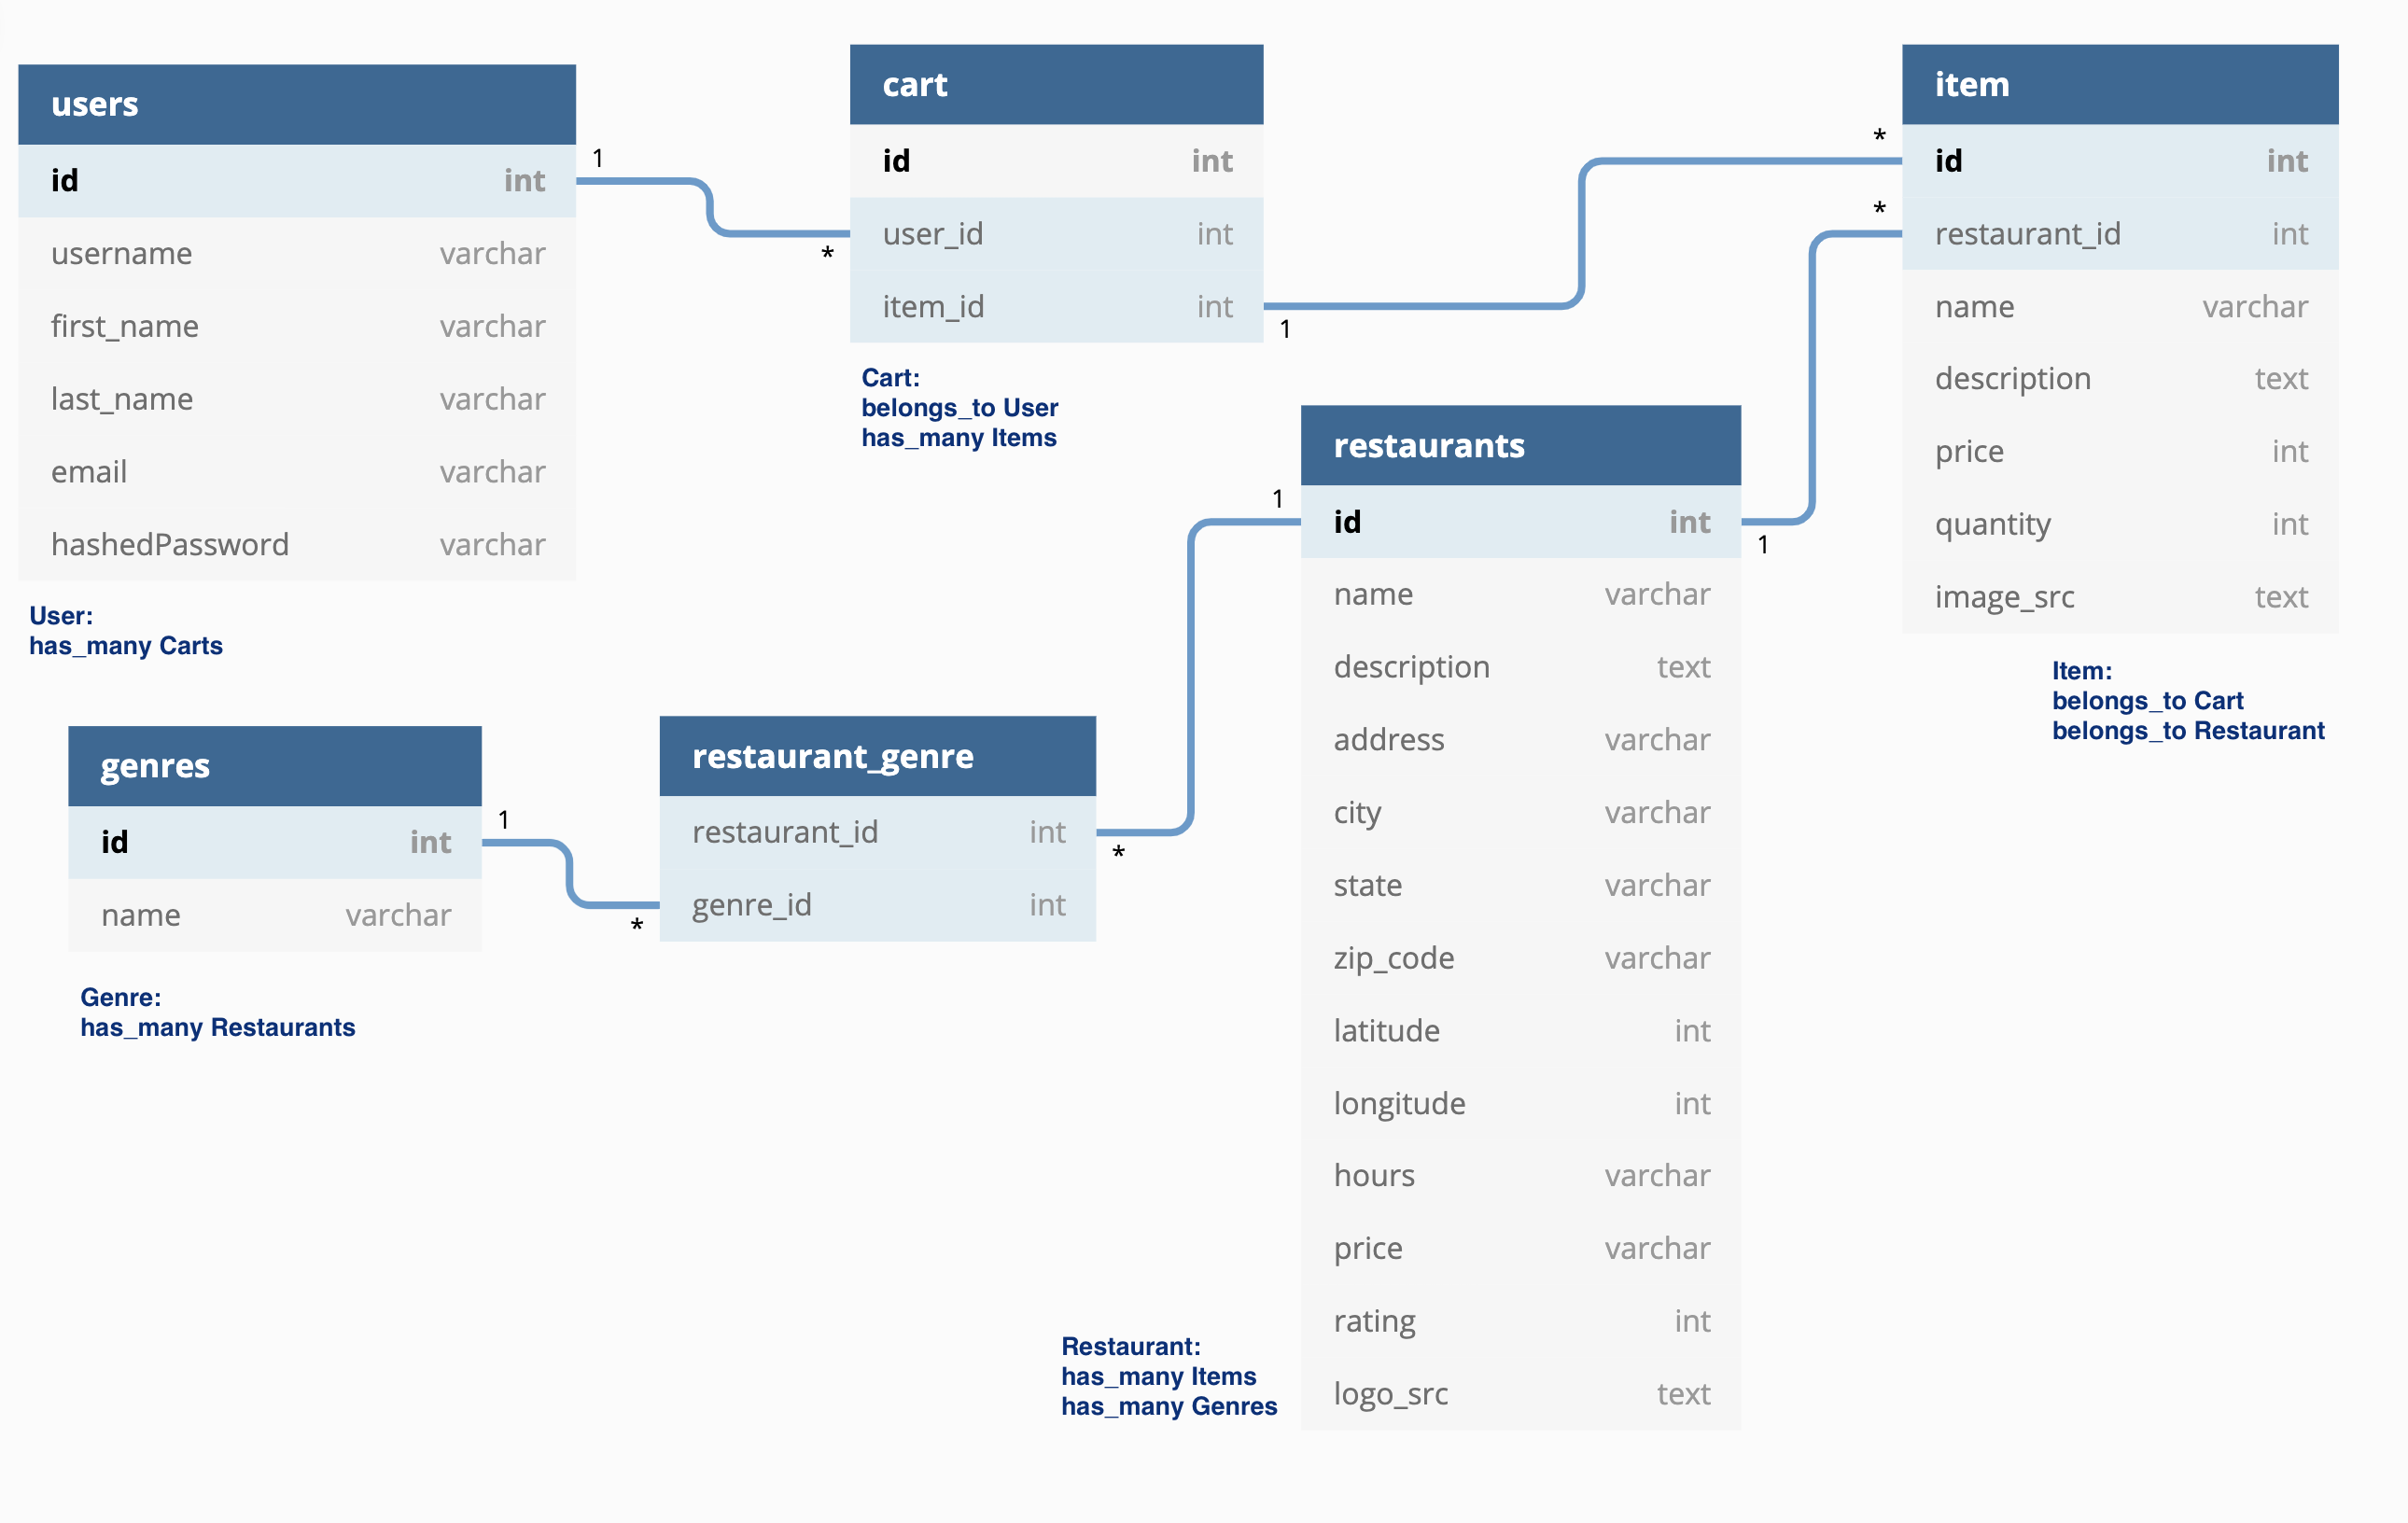 users
id int
username varchar
first_name varchar
last_name varchar
email varchar
hashedPassword varchar
User:
has_many Carts
1
*
cart
id int
user_id int
item_id int
Cart:
belongs_to User
has_many Items
1
*
*
item
id int
restaurant_id int
name varchar
description text
price int
quantity int
image_src text
Item:
belongs_to Cart
belongs_to Restaurant
genres
id int
name varchar
Genre:
has_many Restaurants
1
*
restaurant_genre
restaurant_id int
genre_id int
*
1
restaurants
id int
name varchar
description text
address varchar
city varchar
state varchar
zip_code varchar
latitude int
longitude int
hours varchar
price varchar
rating int
logo_src text
1
Restaurant:
has_many Items
has_many Genres